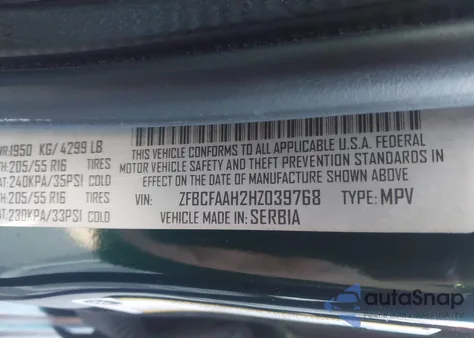 1950 KG/ 4299 LB
205/55 R16 TIRES
240KPA/35PSI COLD
205/55 R16 TIRES
230KPA/33PSI COLD
THIS VEHICLE CONFORMS TO ALL APPLICABLE U.S.A. FEDERAL
MOTOR VEHICLE SAFETY AND THEFT PREVENTION STANDARDS IN
EFFECT ON THE DATE OF MANUFACTURE SHOWN ABOVE.
VIN: ZFBCFAAH2HZ039768 TYPE: MPV
VEHICLE MADE IN: SERBIA
autoSnap